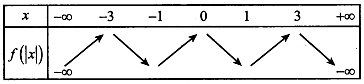 x −∞ −3 −1 0 1 3 +∞
f(|x|) −∞ −∞